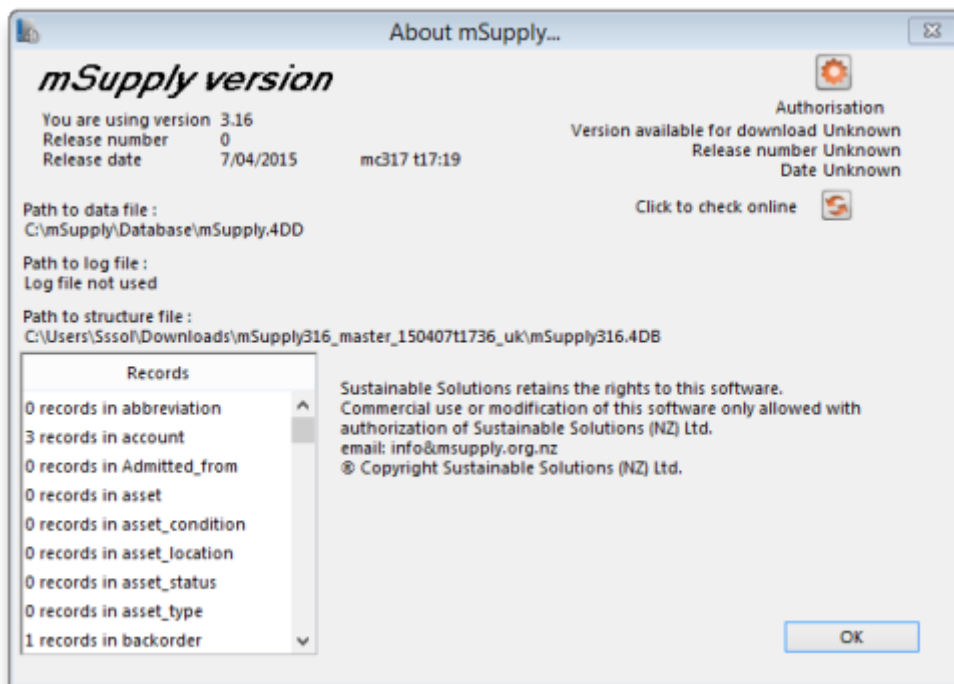 About mSupply...
mSupply version
You are using version 3.16
Release number 0
Release date 7/04/2015 mc317 t17:19
Authorisation
Version available for download Unknown
Release number Unknown
Date Unknown
Click to check online
Path to data file :
C:\mSupply\Database\mSupply.4DD
Path to log file :
Log file not used
Path to structure file :
C:\Users\Sssol\Downloads\mSupply316_master_150407t1736_uk\mSupply316.4DB
Records
0 records in abbreviation
3 records in account
0 records in Admitted_from
0 records in asset
0 records in asset_condition
0 records in asset_location
0 records in asset_status
0 records in asset_type
1 records in backorder
Sustainable Solutions retains the rights to this software.
Commercial use or modification of this software only allowed with
authorization of Sustainable Solutions (NZ) Ltd.
email: info&msupply.org.nz
® Copyright Sustainable Solutions (NZ) Ltd.
OK